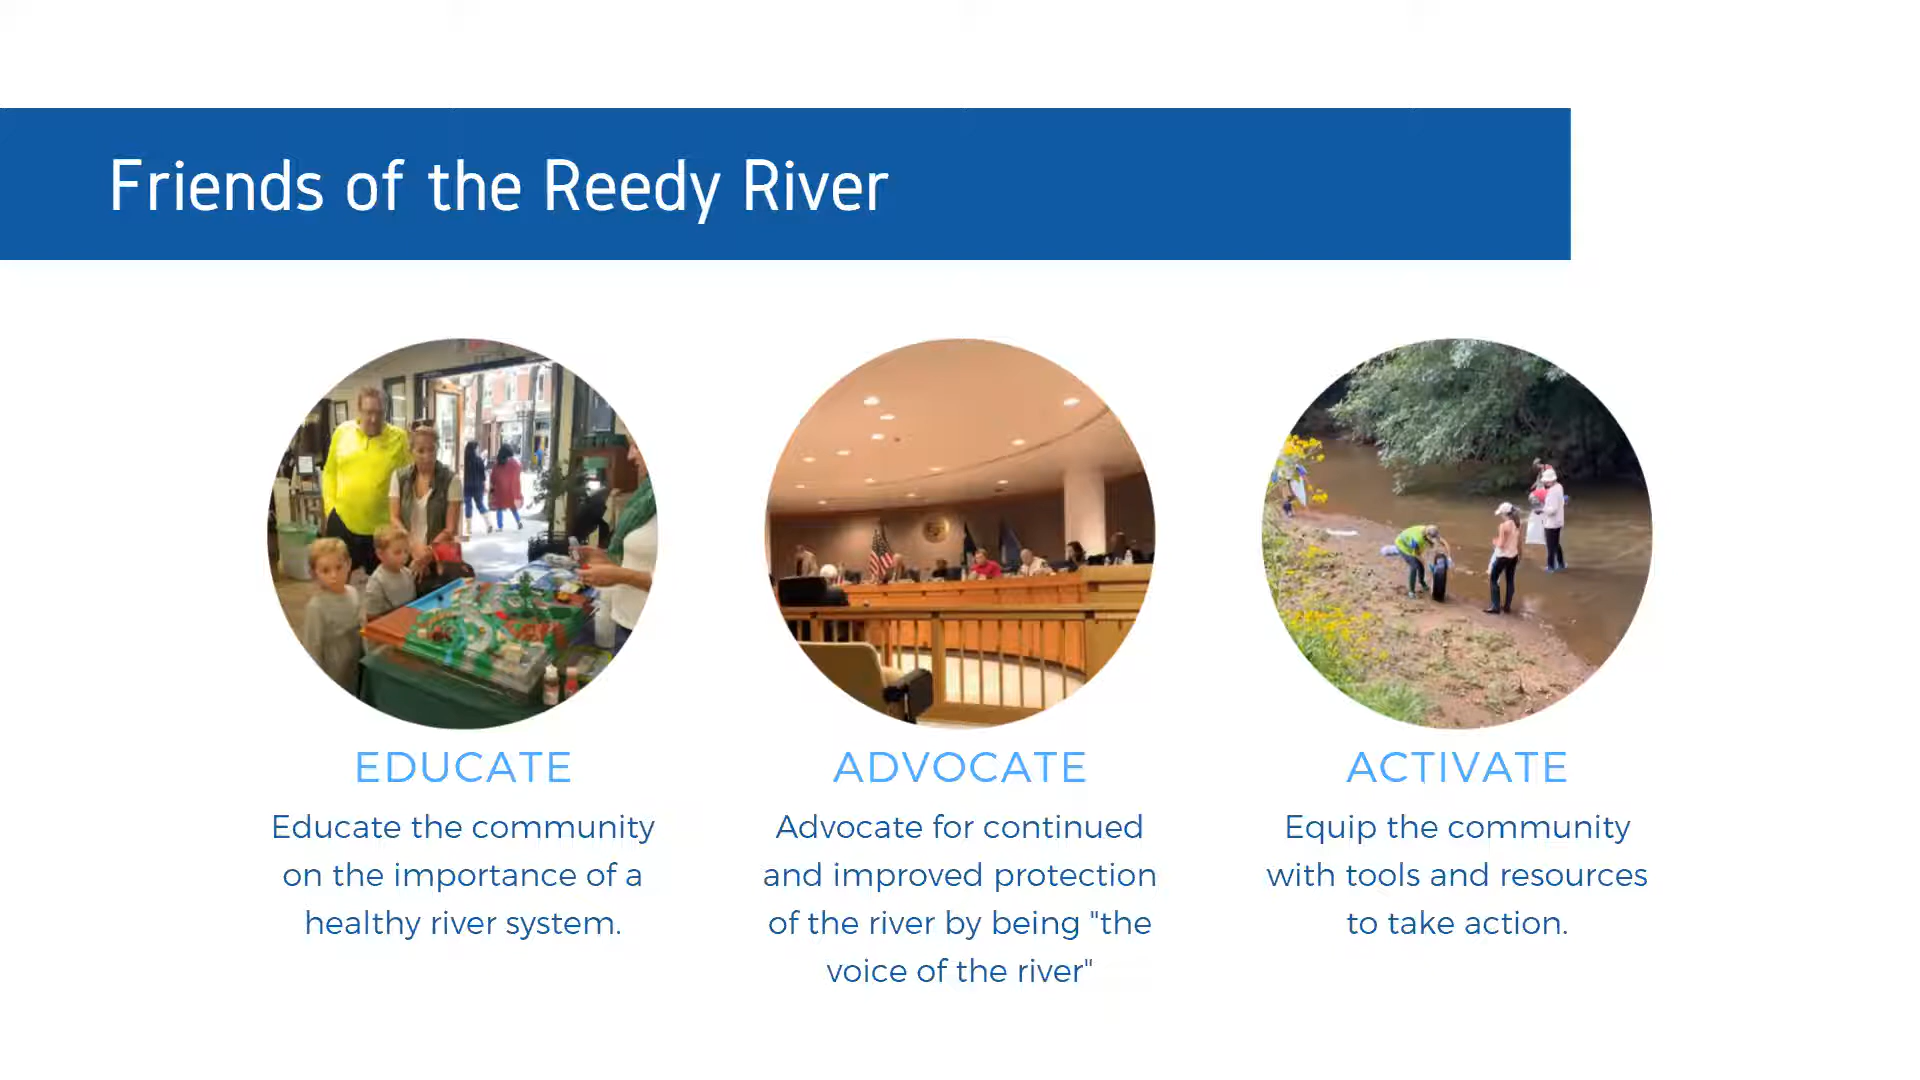 Friends of the Reedy River
EDUCATE
Educate the community
on the importance of a
healthy river system.
ADVOCATE
Advocate for continued
and improved protection
of the river by being "the
voice of the river"
ACTIVATE
Equip the community
with tools and resources
to take action.